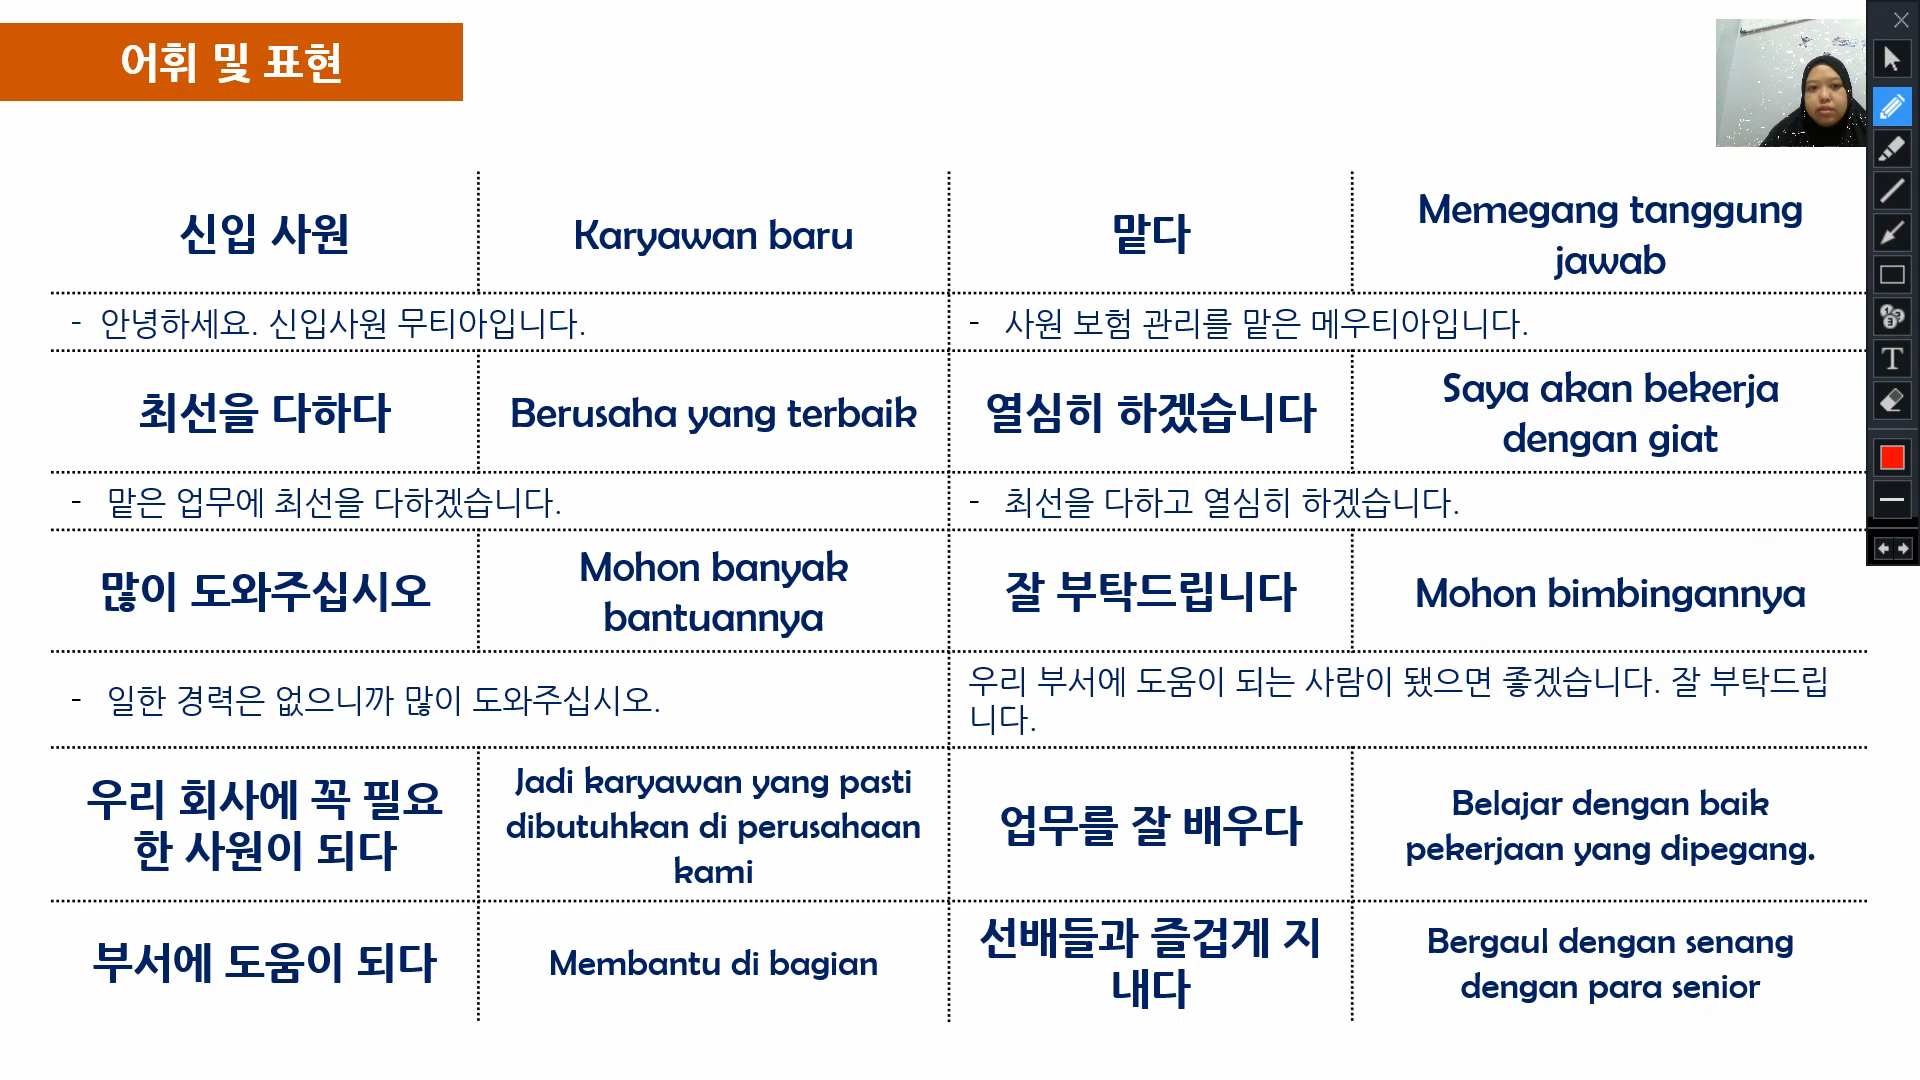 어휘 및 표현
신입 사원
Karyawan baru
맡다
Memegang tanggung
jawab
- 안녕하세요. 신입사원 무티아입니다.
- 사원 보험 관리를 맡은 메우티아입니다.
최선을 다하다
Berusaha yang terbaik
열심히 하겠습니다
Saya akan bekerja
dengan giat
- 맡은 업무에 최선을 다하겠습니다.
- 최선을 다하고 열심히 하겠습니다.
많이 도와주십시오
Mohon banyak
bantuannya
잘 부탁드립니다
Mohon bimbingannya
- 일한 경력은 없으니까 많이 도와주십시오.
우리 부서에 도움이 되는 사람이 됐으면 좋겠습니다. 잘 부탁드립
니다.
우리 회사에 꼭 필요
한 사원이 되다
Jadi karyawan yang pasti
dibutuhkan di perusahaan
kami
업무를 잘 배우다
Belajar dengan baik
pekerjaan yang dipegang.
부서에 도움이 되다
Membantu di bagian
선배들과 즐겁게 지
내다
Bergaul dengan senang
dengan para senior